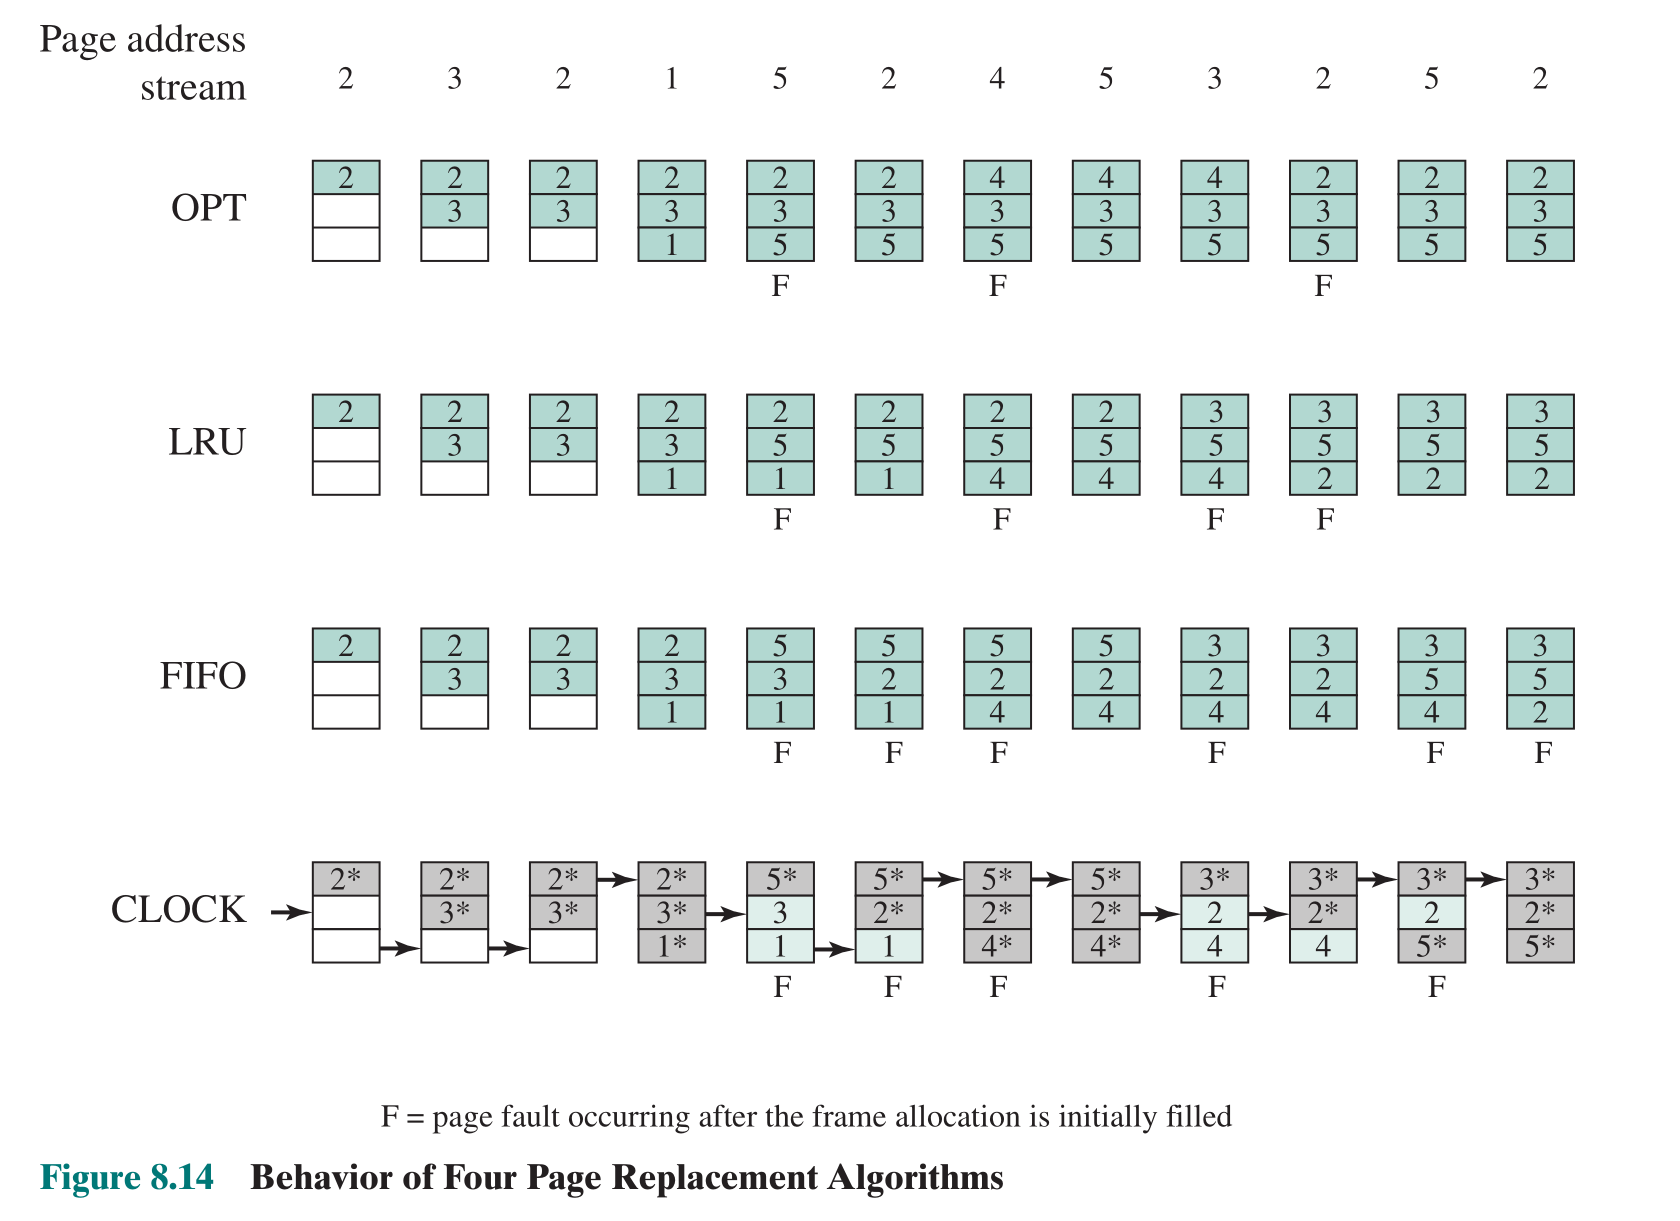 Page address
stream 2 3 2 1 5 2 4 5 3 2 5 2
2 2 2 2 2 2 4 4 4 2 2 2
OPT 3 3 3 3 3 3 3 3 3 3 3
1 5 5 5 5 5 5 5 5
F F F
2 2 2 2 2 2 2 2 3 3 3 3
LRU 3 3 3 5 5 5 5 5 5 5 5
1 1 1 4 4 4 2 2 2
F F F F
2 2 2 2 5 5 5 5 3 3 3 3
FIFO 3 3 3 3 2 2 2 2 2 5 5
1 1 1 4 4 4 4 4 2
F F F F F F
2* 2* 2* 2* 5* 5* 5* 5* 3* 3* 3* 3*
CLOCK 3* 3* 3* 3 2* 2* 2* 2 2* 2 2*
1* 1 1 4* 4* 4 4 5* 5*
F F F F F
F = page fault occurring after the frame allocation is initially filled
Figure 8.14 Behavior of Four Page Replacement Algorithms